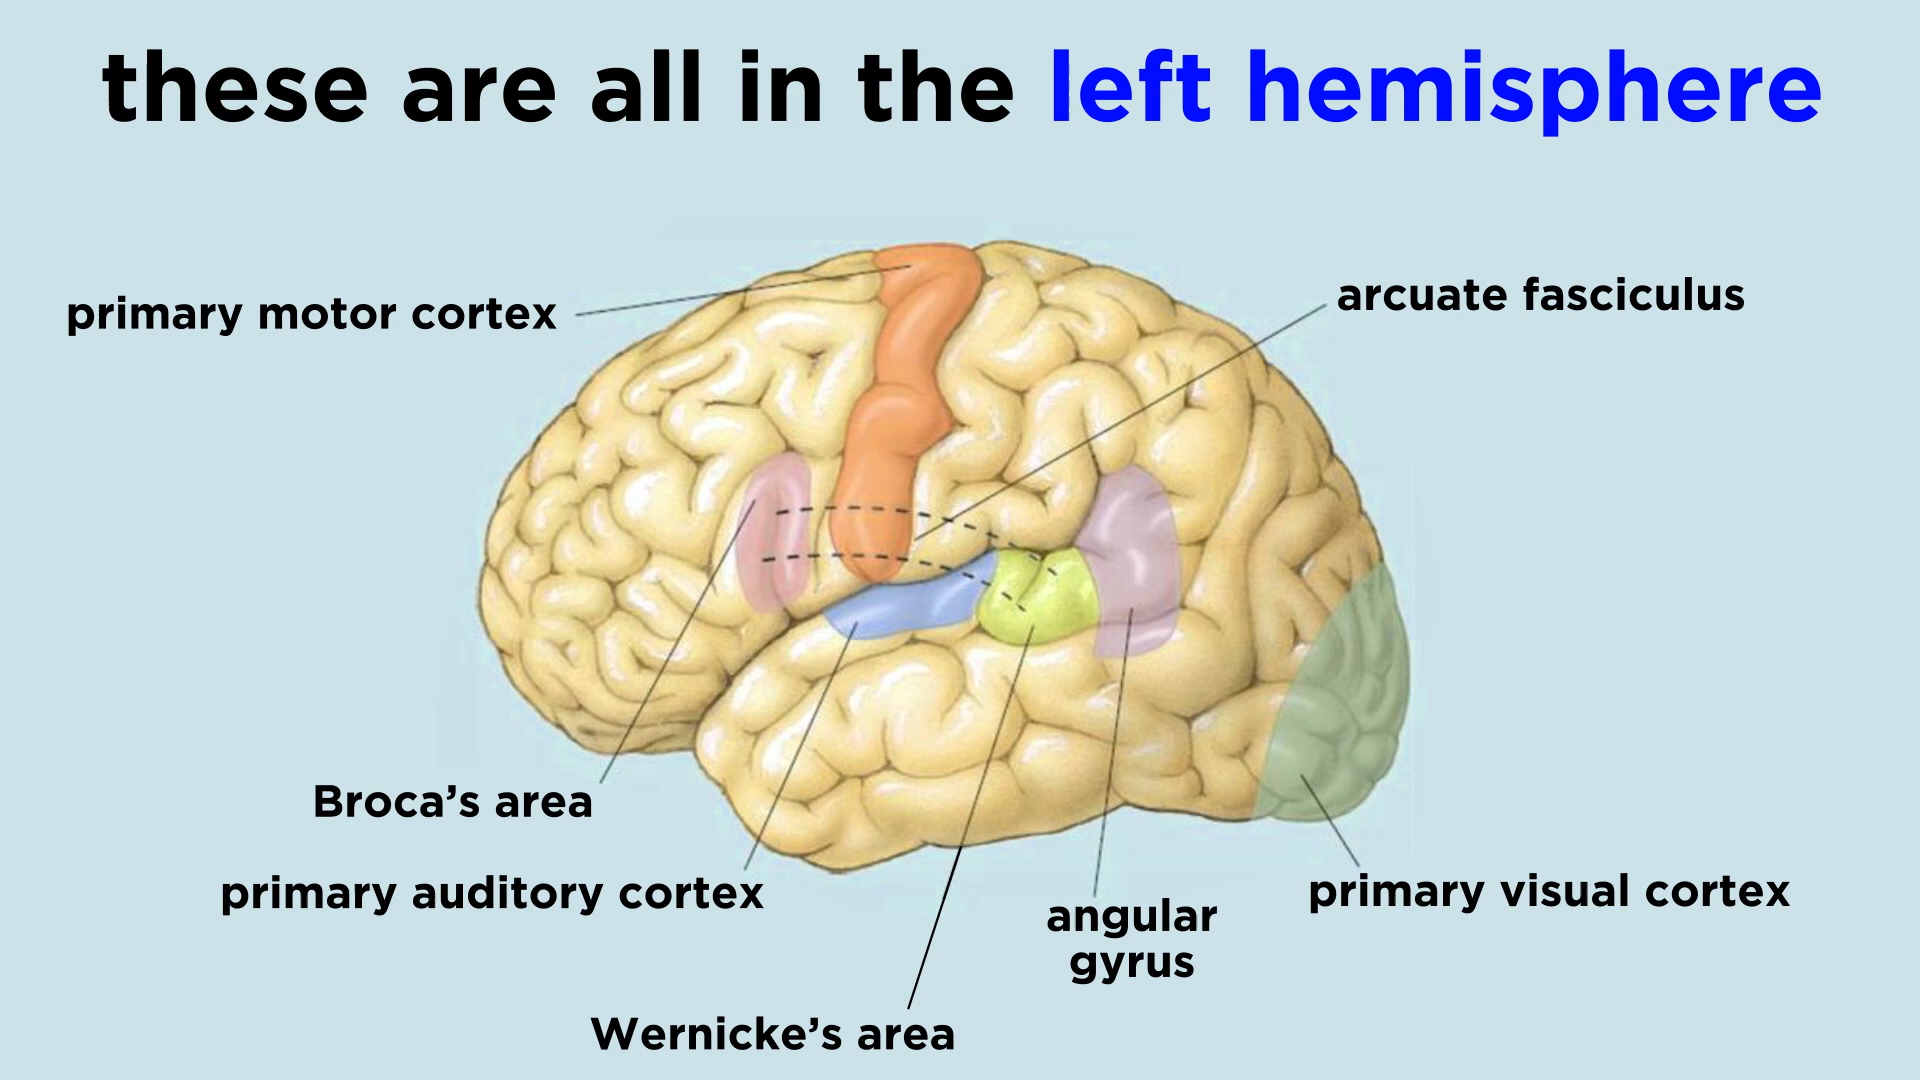 these are all in the left hemisphere
primary motor cortex
arcuate fasciculus
Broca’s area
primary auditory cortex
primary visual cortex
angular
gyrus
Wernicke’s area